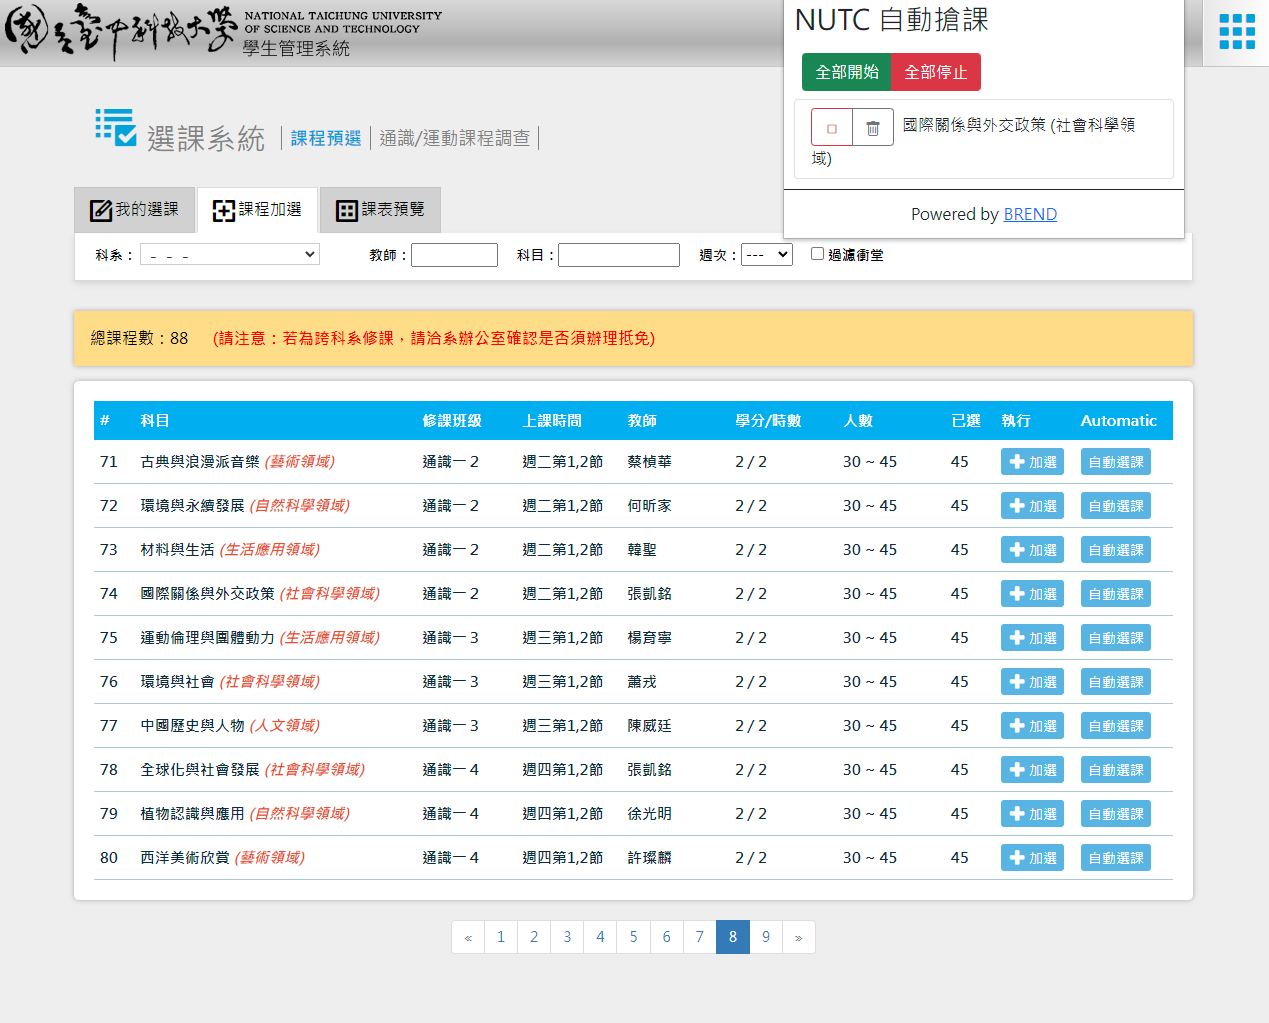 國立臺中科技大學
NATIONAL TAICHUNG UNIVERSITY
OF SCIENCE AND TECHNOLOGY
學生管理系統
NUTC 自動搶課
全部開始 全部停止
國際關係與外交政策 (社會科學領
域)
Powered by BREND
選課系統 課程預選 通識/運動課程調查
我的選課 課程加選 課表預覽
科系： - - - 教師： 科目： 週次： --- 過濾衝堂
總課程數：88 (請注意：若為跨科系修課，請洽系辦公室確認是否須辦理抵免)
# 科目 修課班級 上課時間 教師 學分/時數 人數 已選 執行 Automatic
71 古典與浪漫派音樂 (藝術領域) 通識一 2 週二第1,2節 蔡楨華 2 / 2 30 ~ 45 45 加選 自動選課
72 環境與永續發展 (自然科學領域) 通識一 2 週二第1,2節 何昕家 2 / 2 30 ~ 45 45 加選 自動選課
73 材料與生活 (生活應用領域) 通識一 2 週二第1,2節 韓聖 2 / 2 30 ~ 45 45 加選 自動選課
74 國際關係與外交政策 (社會科學領域) 通識一 2 週二第1,2節 張凱銘 2 / 2 30 ~ 45 45 加選 自動選課
75 運動倫理與團體動力 (生活應用領域) 通識一 3 週三第1,2節 楊育寧 2 / 2 30 ~ 45 45 加選 自動選課
76 環境與社會 (社會科學領域) 通識一 3 週三第1,2節 蕭戎 2 / 2 30 ~ 45 45 加選 自動選課
77 中國歷史與人物 (人文領域) 通識一 3 週三第1,2節 陳威廷 2 / 2 30 ~ 45 45 加選 自動選課
78 全球化與社會發展 (社會科學領域) 通識一 4 週四第1,2節 張凱銘 2 / 2 30 ~ 45 45 加選 自動選課
79 植物認識與應用 (自然科學領域) 通識一 4 週四第1,2節 徐光明 2 / 2 30 ~ 45 45 加選 自動選課
80 西洋美術欣賞 (藝術領域) 通識一 4 週四第1,2節 許璨麟 2 / 2 30 ~ 45 45 加選 自動選課
« 1 2 3 4 5 6 7 8 9 »